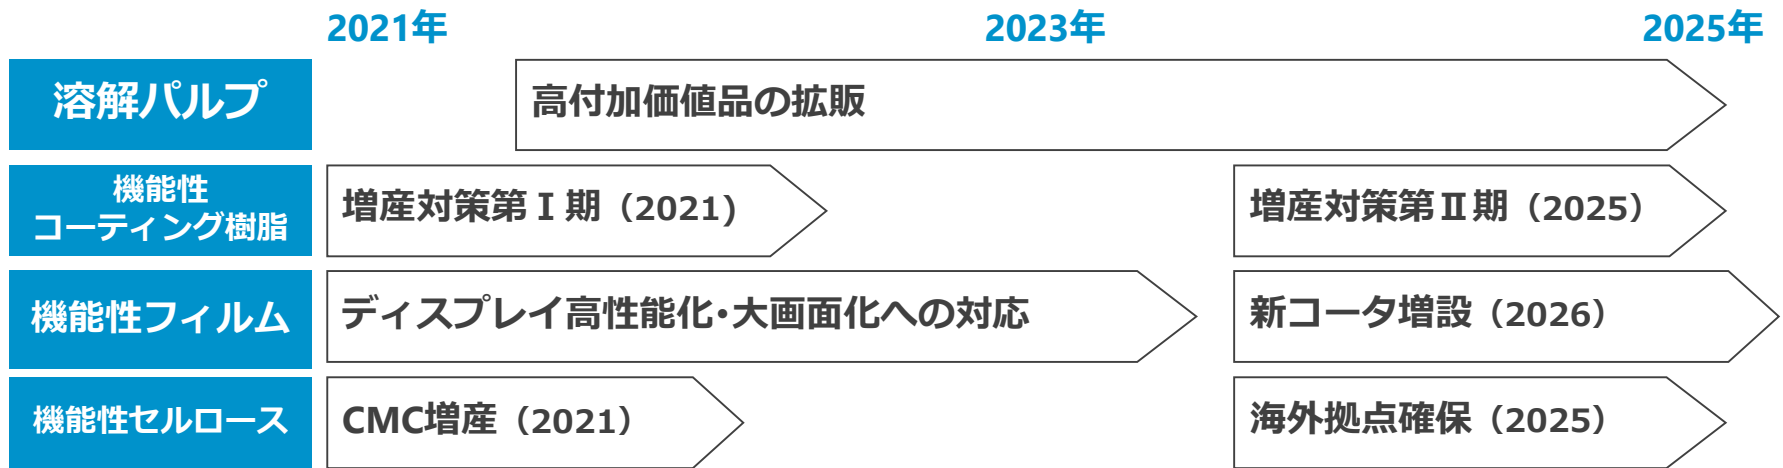 2021年 2023年 2025年
溶解パルプ
高付加価値品の拡販
機能性
コーティング樹脂
増産対策第Ⅰ期（2021)
増産対策第Ⅱ期（2025）
機能性フィルム
ディスプレイ高性能化・大画面化への対応
新コータ増設（2026）
機能性セルロース
CMC増産（2021）
海外拠点確保（2025）